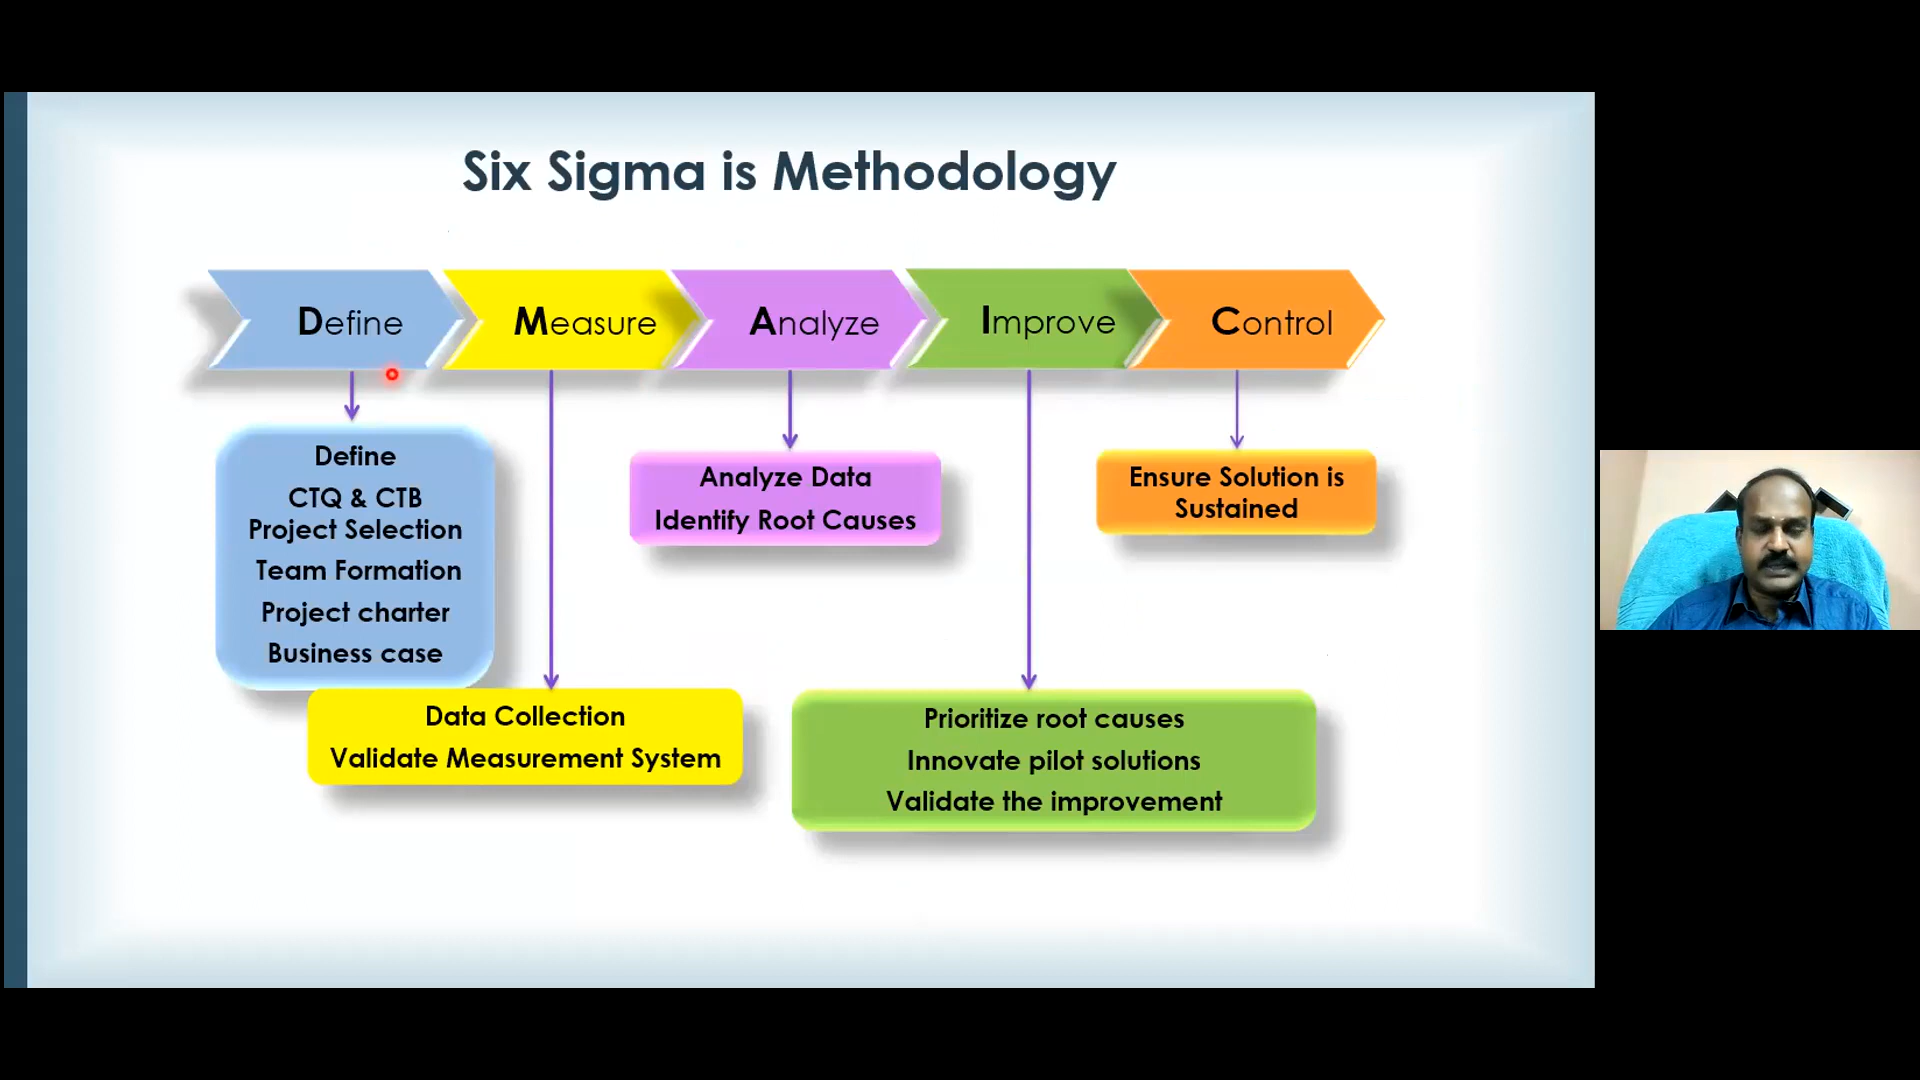 Six Sigma is Methodology
Define
Measure
Analyze
Improve
Control
Define
CTQ & CTB
Project Selection
Team Formation
Project charter
Business case
Analyze Data
Identify Root Causes
Ensure Solution is
Sustained
Data Collection
Validate Measurement System
Prioritize root causes
Innovate pilot solutions
Validate the improvement